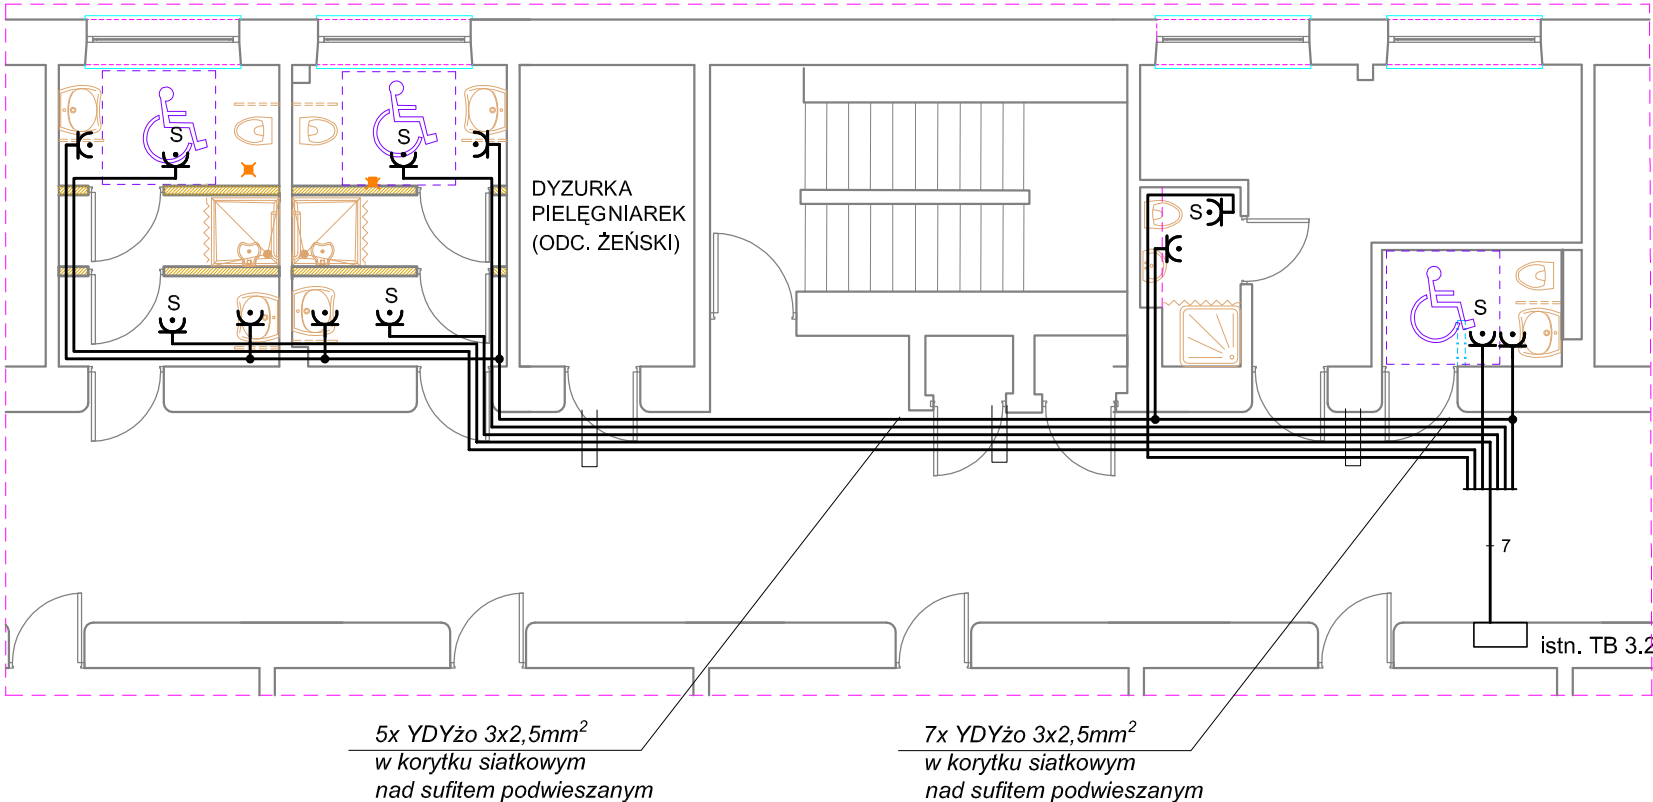 S
S
DYZURKA
PIELĘGNIAREK
(ODC. ŻEŃSKI)
S
S
S
S
7
istn. TB 3.2
5x YDYżo 3x2,5mm²
w korytku siatkowym
nad sufitem podwieszanym
7x YDYżo 3x2,5mm²
w korytku siatkowym
nad sufitem podwieszanym